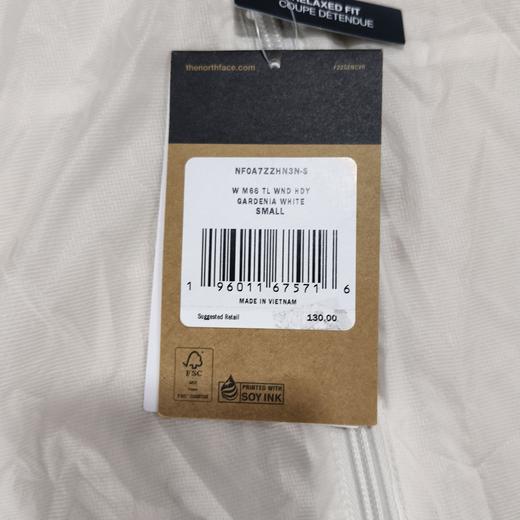 RELAXED FIT
COUPE DÉTENDUE
thenorthface.com
NF0A7ZZHN3N-S
W M66 TL WND HDY
GARDENIA WHITE
SMALL
1 96011 67571 6
MADE IN VIETNAM
Suggested Retail 130.00
FSC
PRINTED WITH
SOY INK